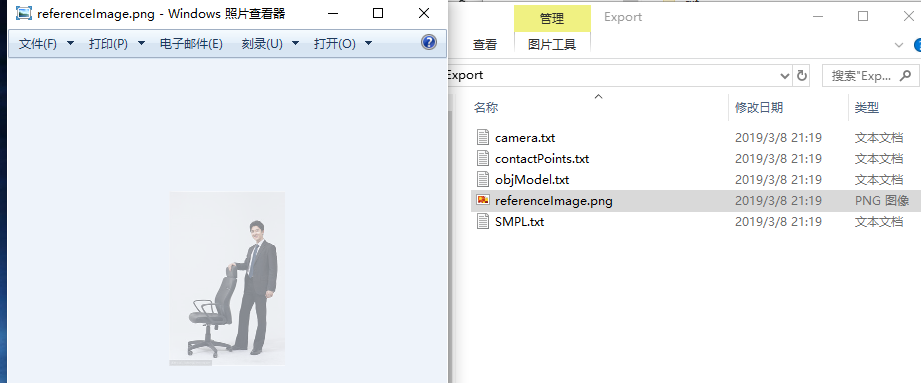 referenceImage.png - Windows 照片查看器
文件(F) 打印(P) 电子邮件(E) 刻录(U) 打开(O)
管理 Export
查看 图片工具
Export 搜索"Exp...
名称 修改日期 类型
camera.txt 2019/3/8 21:19 文本文档
contactPoints.txt 2019/3/8 21:19 文本文档
objModel.txt 2019/3/8 21:19 文本文档
referenceImage.png 2019/3/8 21:19 PNG 图像
SMPL.txt 2019/3/8 21:19 文本文档